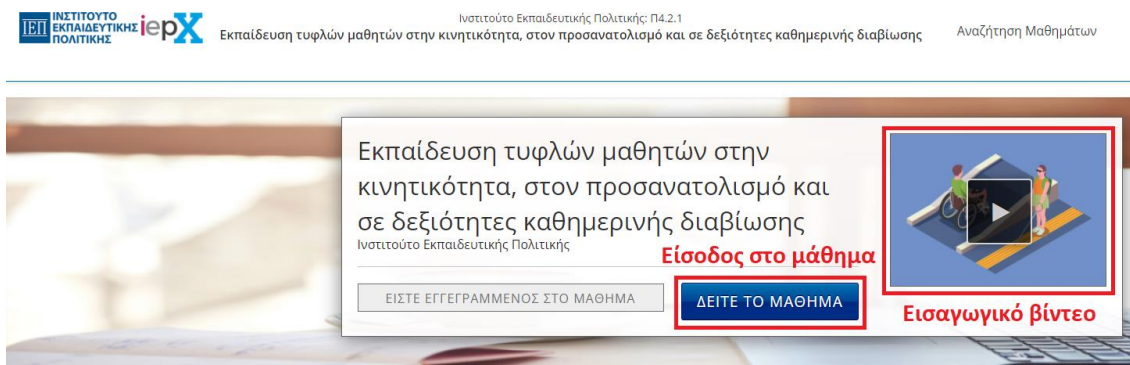 ΙΕΠ ΙΝΣΤΙΤΟΥΤΟ ΕΚΠΑΙΔΕΥΤΙΚΗΣ ΠΟΛΙΤΙΚΗΣ
iepX
Ινστιτούτο Εκπαιδευτικής Πολιτικής: Π4.2.1
Εκπαίδευση τυφλών μαθητών στην κινητικότητα, στον προσανατολισμό και σε δεξιότητες καθημερινής διαβίωσης
Αναζήτηση Μαθημάτων
Εκπαίδευση τυφλών μαθητών στην
κινητικότητα, στον προσανατολισμό και
σε δεξιότητες καθημερινής διαβίωσης
Ινστιτούτο Εκπαιδευτικής Πολιτικής
Είσοδος στο μάθημα
ΕΙΣΤΕ ΕΓΓΕΓΡΑΜΜΕΝΟΣ ΣΤΟ ΜΑΘΗΜΑ
ΔΕΙΤΕ ΤΟ ΜΑΘΗΜΑ
Εισαγωγικό βίντεο